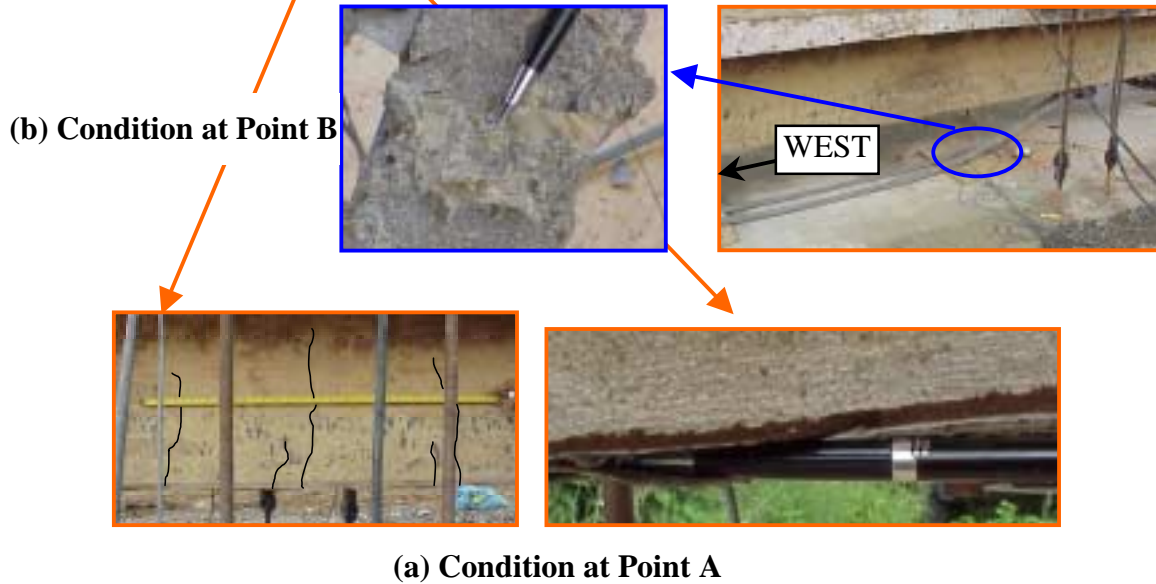 (b) Condition at Point B
WEST
(a) Condition at Point A